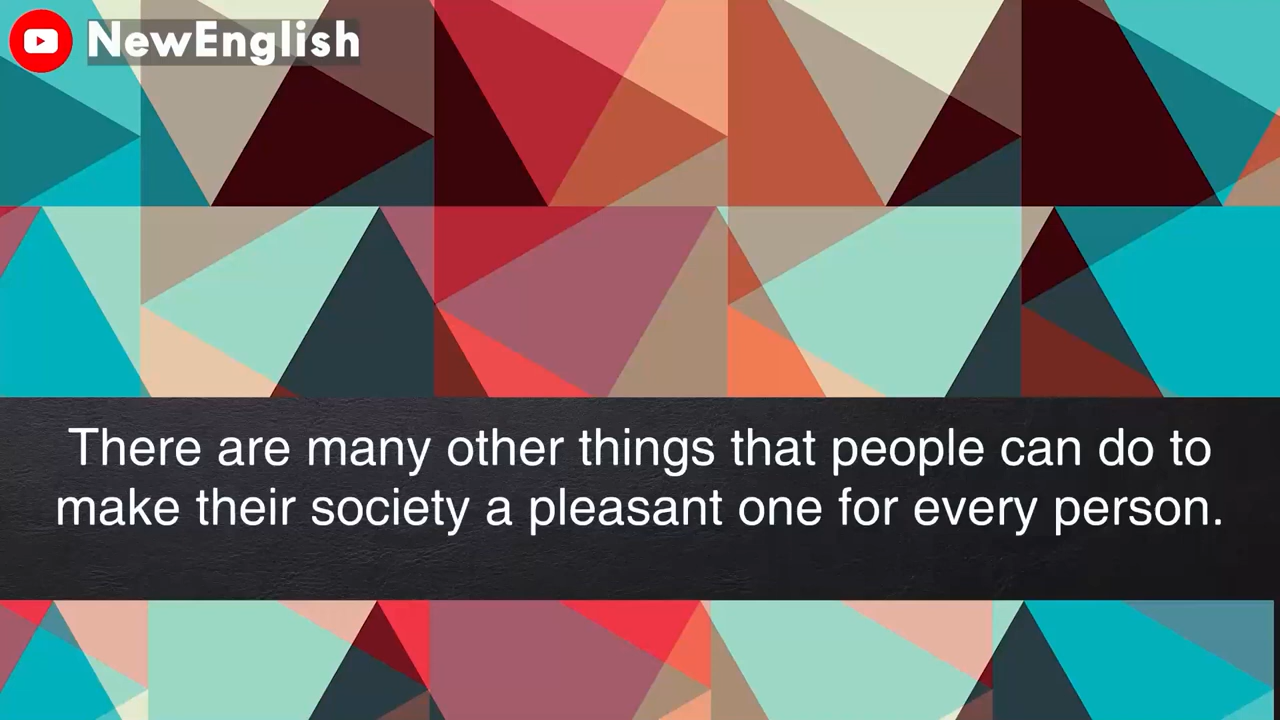 NewEnglish
There are many other things that people can do to
make their society a pleasant one for every person.